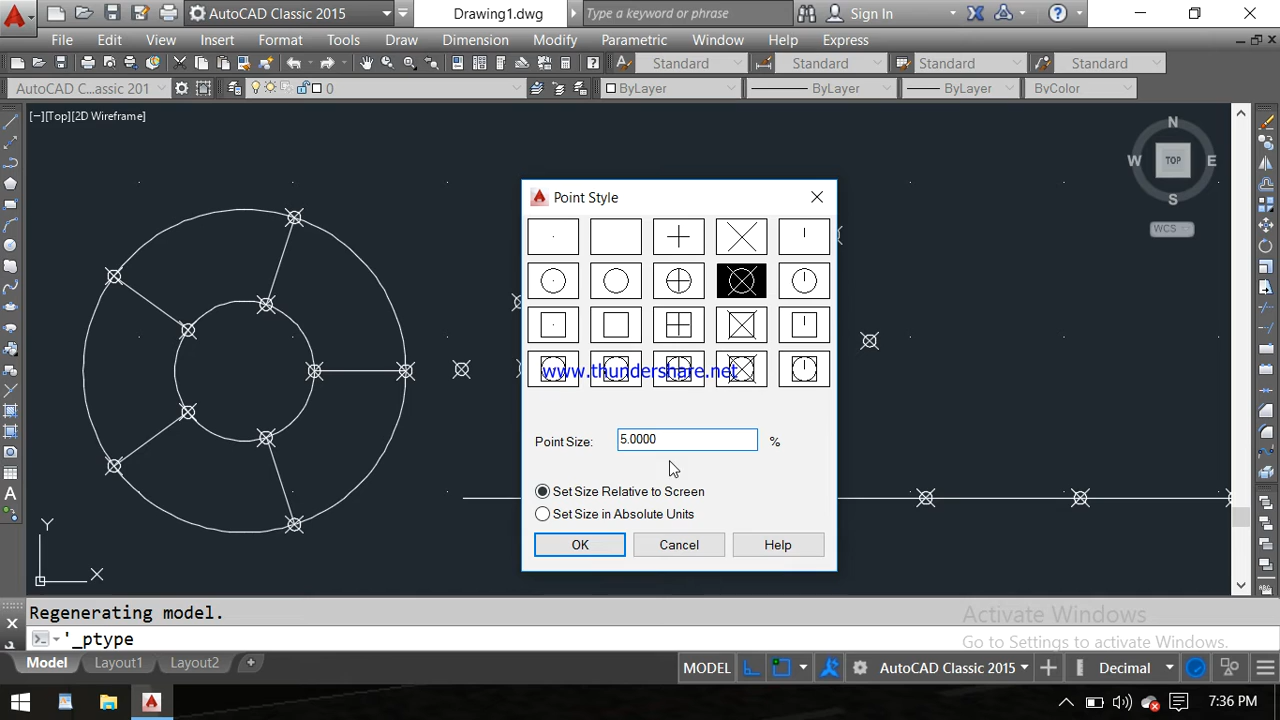 AutoCAD Classic 2015
Drawing1.dwg
Type a keyword or phrase
Sign In
File Edit View Insert Format Tools Draw Dimension Modify Parametric Window Help Express
Standard Standard Standard Standard
AutoCAD C...assic 2015 0 ByLayer ByLayer ByLayer ByColor
[−][Top][2D Wireframe]
N
W TOP E
S
WCS
Point Style
www.thundershare.net
Point Size: 5.0000 %
Set Size Relative to Screen
Set Size in Absolute Units
OK Cancel Help
Y
X
Regenerating model.
'_ptype
Activate Windows
Go to Settings to activate Windows.
Model Layout1 Layout2
MODEL AutoCAD Classic 2015 Decimal
7:36 PM